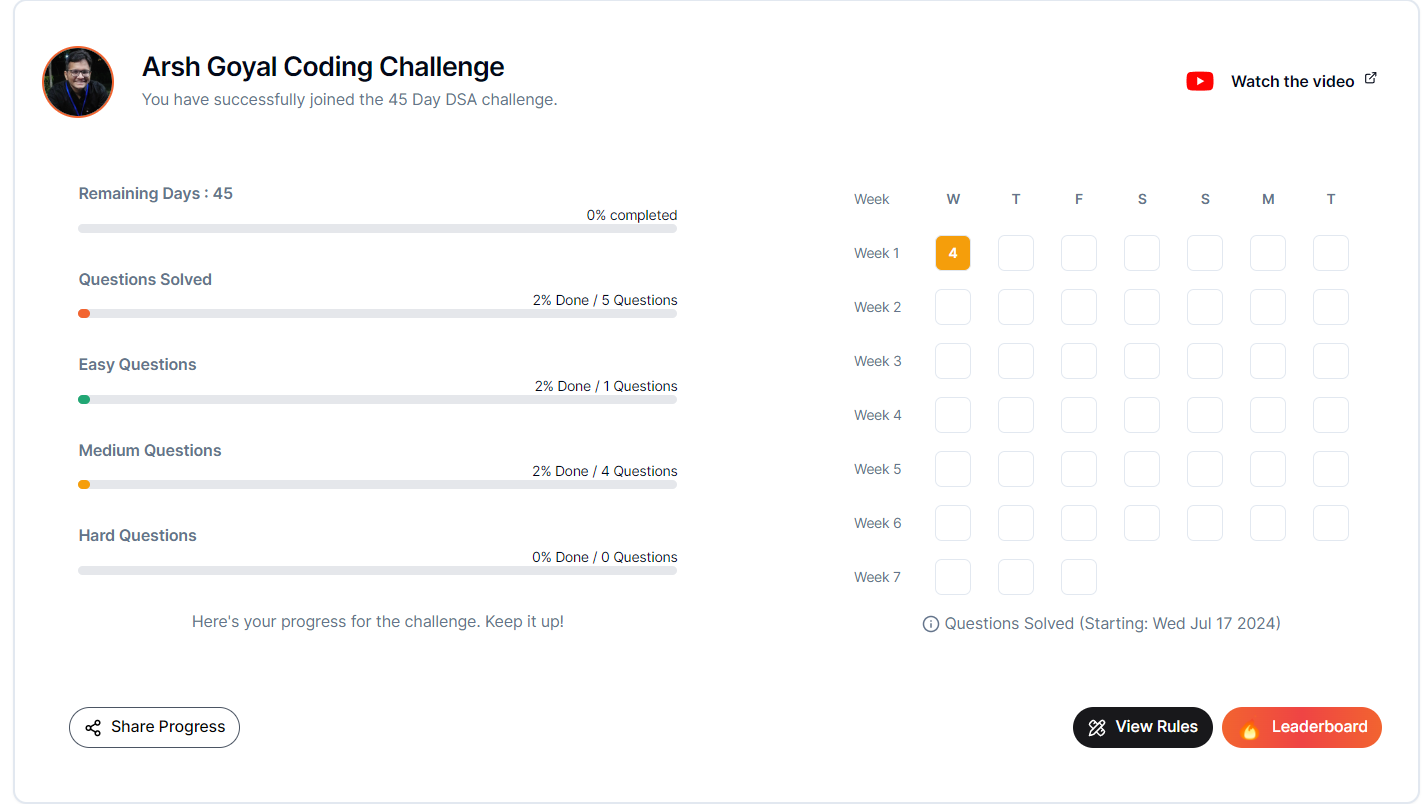 Arsh Goyal Coding Challenge
You have successfully joined the 45 Day DSA challenge.
Watch the video
Remaining Days : 45
0% completed
Questions Solved
2% Done / 5 Questions
Easy Questions
2% Done / 1 Questions
Medium Questions
2% Done / 4 Questions
Hard Questions
0% Done / 0 Questions
Here's your progress for the challenge. Keep it up!
Week W T F S S M T
Week 1 4
Week 2
Week 3
Week 4
Week 5
Week 6
Week 7
Questions Solved (Starting: Wed Jul 17 2024)
Share Progress
View Rules
Leaderboard